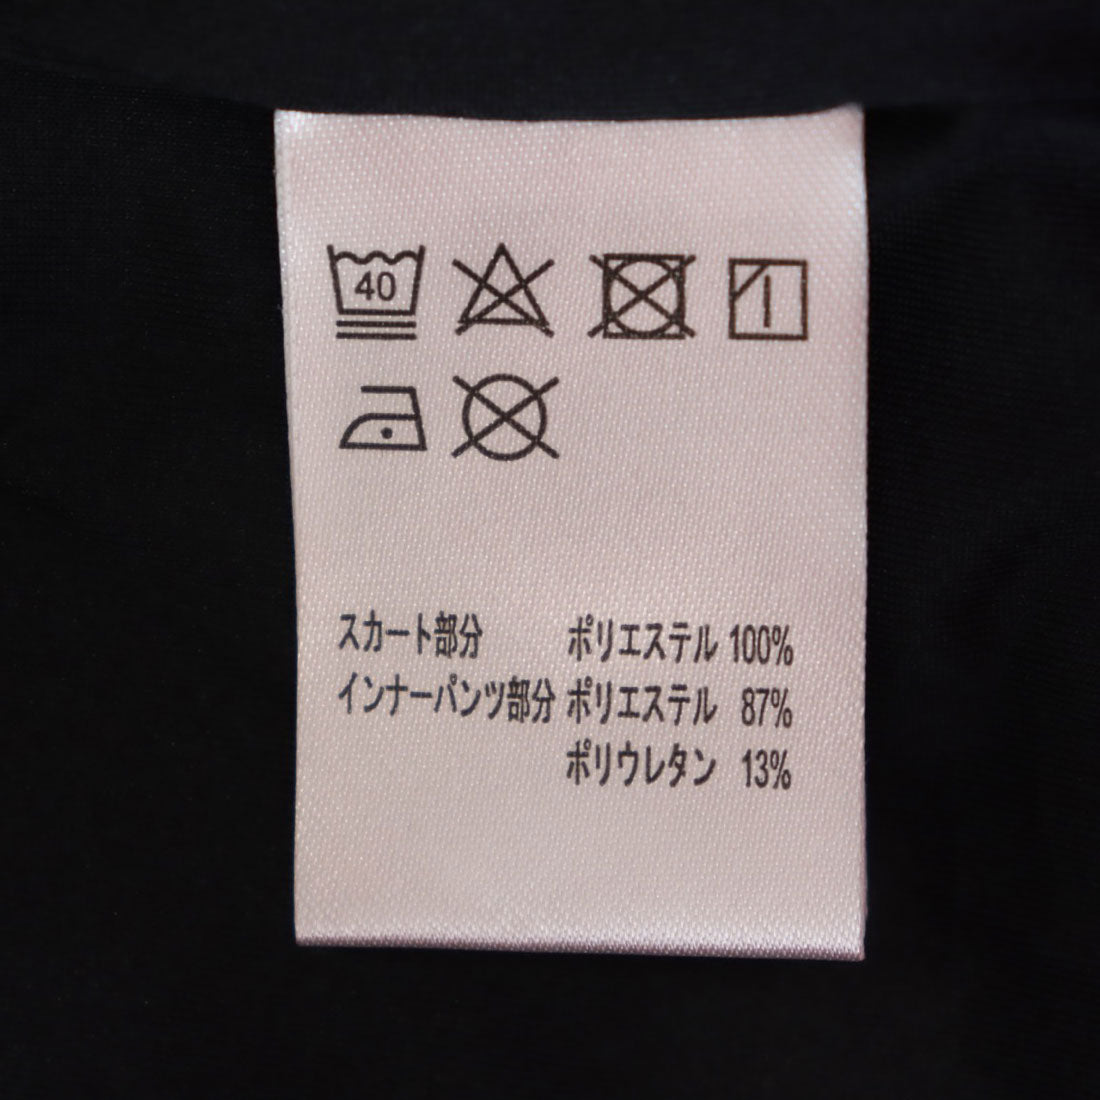 40
スカート部分 ポリエステル 100%
インナーパンツ部分 ポリエステル 87%
ポリウレタン 13%